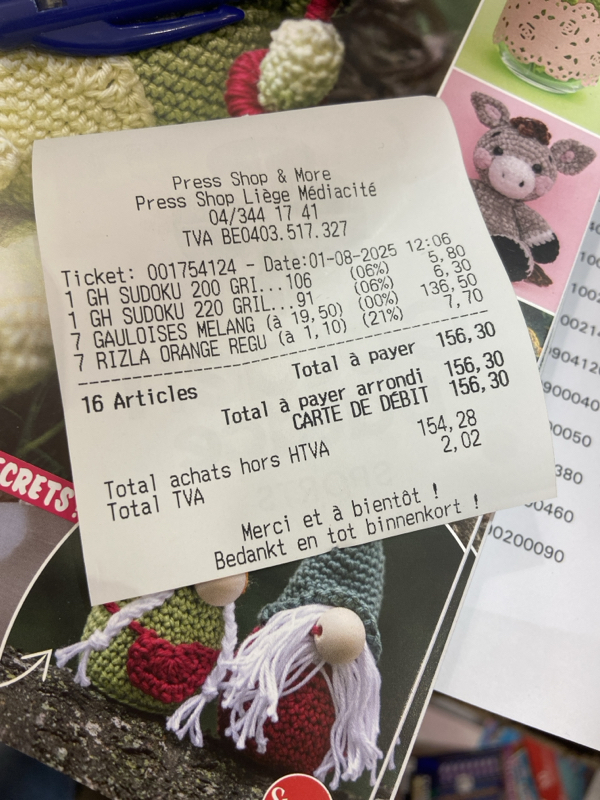 Press Shop & More
Press Shop Liège Médiacité
04/344 17 41
TVA BE0403.517.327
Ticket: 001754124 - Date:01-08-2025 12:06
1 GH SUDOKU 200 GRI...106 (06%) 5,80
1 GH SUDOKU 220 GRIL..91 (06%) 6,30
7 GAULOISES MELANG (à 19,50) (00%) 136,50
7 RIZLA ORANGE REGU (à 1,10) (21%) 7,70
16 Articles Total à payer 156,30
Total à payer arrondi 156,30
CARTE DE DÉBIT 156,30
Total achats hors HTVA 154,28
Total TVA 2,02
Merci et à bientôt !
Bedankt en tot binnenkort !
CRETS
00200090